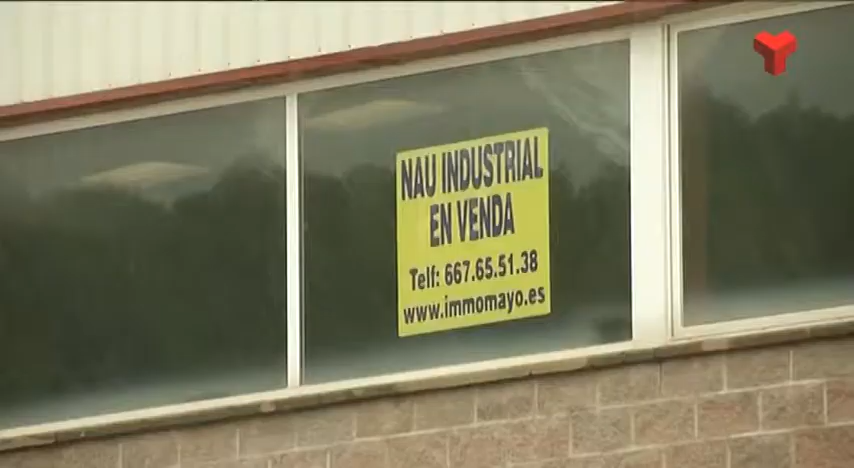 NAU INDUSTRIAL
EN VENDA
Telf: 667.65.51.38
www.immomayo.es